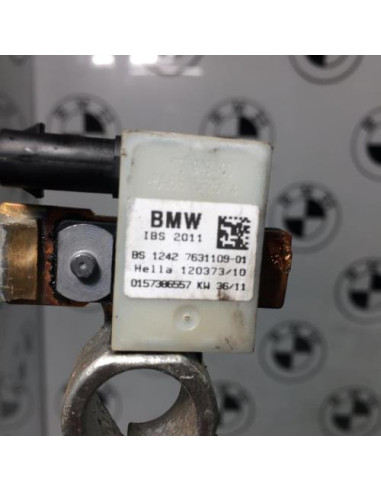 BMW
IBS 2011
BS 1242 7631109-01
Hella 120373/10
0157386557 KW 36/11